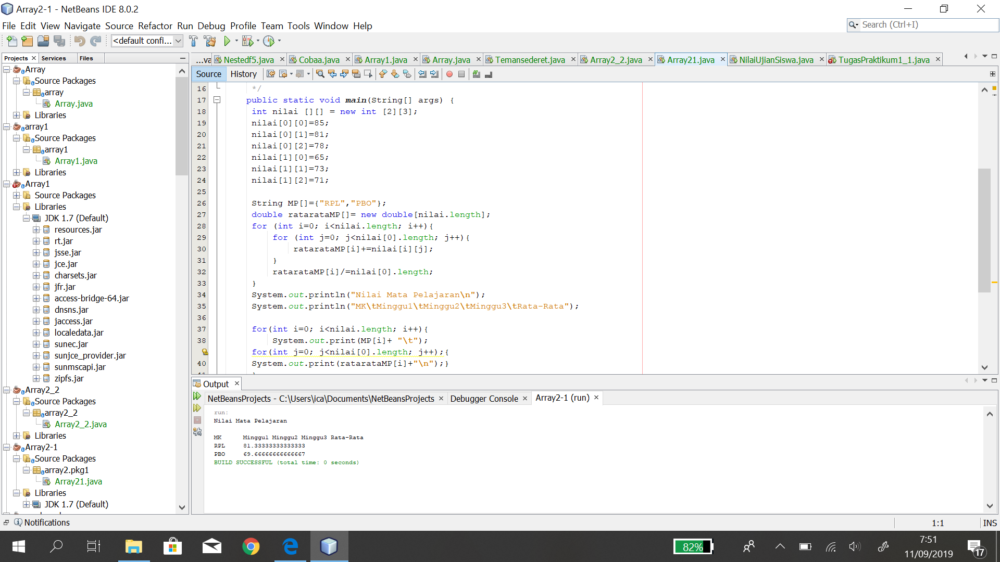 Array2-1 - NetBeans IDE 8.0.2
File Edit View Navigate Source Refactor Run Debug Profile Team Tools Window Help
Search (Ctrl+I)
<default confi...
Projects Services Files
Array
Source Packages
array
Array.java
Libraries
array1
Source Packages
array1
Array1.java
Libraries
Array1
Source Packages
Libraries
JDK 1.7 (Default)
resources.jar
rt.jar
jsse.jar
jce.jar
charsets.jar
jfr.jar
access-bridge-64.jar
dnsns.jar
jaccess.jar
localedata.jar
sunec.jar
sunjce_provider.jar
sunmscapi.jar
zipfs.jar
Array2_2
Source Packages
array2_2
Array2_2.java
Libraries
Array2-1
Source Packages
array2.pkg1
Array21.java
Libraries
JDK 1.7 (Default)
...va Nestedf5.java Cobaa.java Array1.java Array.java Temansederet.java Array2_2.java Array21.java NilaiUjianSiswa.java TugasPraktikum1_1.java
Source History
16 */
17 public static void main(String[] args) {
18 int nilai [][] = new int [2][3];
19 nilai[0][0]=85;
20 nilai[0][1]=81;
21 nilai[0][2]=78;
22 nilai[1][0]=65;
23 nilai[1][1]=73;
24 nilai[1][2]=71;
25
26 String MP[]={"RPL","PBO"};
27 double ratarataMP[]= new double[nilai.length];
28 for (int i=0; i<nilai.length; i++){
29 for (int j=0; j<nilai[0].length; j++){
30 ratarataMP[i]+=nilai[i][j];
31 }
32 ratarataMP[i]/=nilai[0].length;
33 }
34 System.out.println("Nilai Mata Pelajaran\n");
35 System.out.println("MK\tMinggu1\tMinggu2\tMinggu3\tRata-Rata");
36
37 for(int i=0; i<nilai.length; i++){
38 System.out.print(MP[i]+ "\t");
for(int j=0; j<nilai[0].length; j++);{
40 System.out.print(ratarataMP[i]+"\n");}
Output
NetBeansProjects - C:\Users\ica\Documents\NetBeansProjects Debugger Console Array2-1 (run)
run:
Nilai Mata Pelajaran
MK Minggu1 Minggu2 Minggu3 Rata-Rata
RPL 81.33333333333333
PBO 69.66666666666667
BUILD SUCCESSFUL (total time: 0 seconds)
Notifications
1:1 INS
82%
7:51
11/09/2019
17